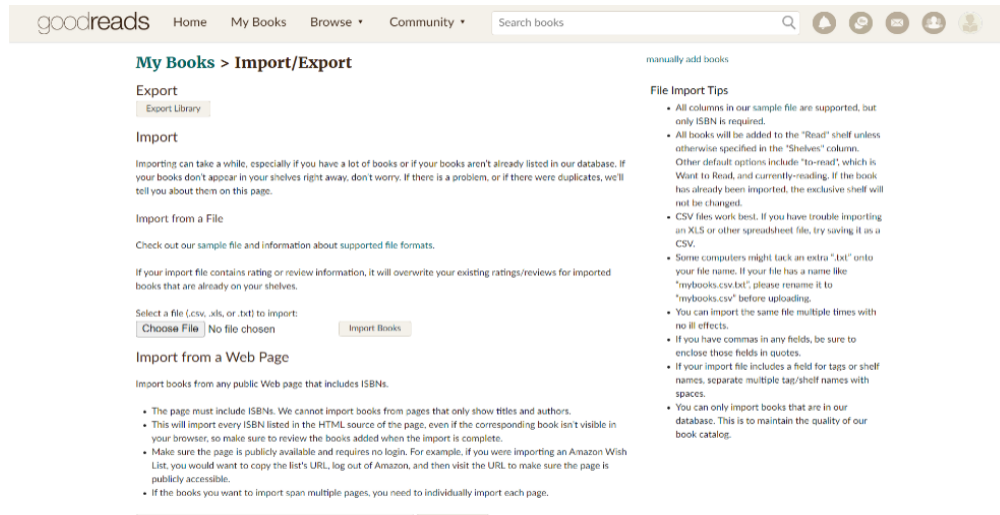 goodreads Home My Books Browse ▾ Community ▾ Search books
My Books > Import/Export
Export
Export Library
Import
Importing can take a while, especially if you have a lot of books or if your books aren't already listed in our database. If
your books don't appear in your shelves right away, don't worry. If there is a problem, or if there were duplicates, we'll
tell you about them on this page.
Import from a File
Check out our sample file and information about supported file formats.
If your import file contains rating or review information, it will overwrite your existing ratings/reviews for imported
books that are already on your shelves.
Select a file (.csv, .xls, or .txt) to import:
Choose File No file chosen Import Books
Import from a Web Page
Import books from any public Web page that includes ISBNs.
• The page must include ISBNs. We cannot import books from pages that only show titles and authors.
• This will import every ISBN listed in the HTML source of the page, even if the corresponding book isn't visible in
your browser, so make sure to review the books added when the import is complete.
• Make sure the page is publicly available and requires no login. For example, if you were importing an Amazon Wish
List, you would want to copy the list's URL, log out of Amazon, and then visit the URL to make sure the page is
publicly accessible.
• If the books you want to import span multiple pages, you need to individually import each page.
manually add books
File Import Tips
• All columns in our sample file are supported, but
only ISBN is required.
• All books will be added to the "Read" shelf unless
otherwise specified in the "Shelves" column.
Other default options include "to-read", which is
Want to Read, and currently-reading. If the book
has already been imported, the exclusive shelf will
not be changed.
• CSV files work best. If you have trouble importing
an XLS or other spreadsheet file, try saving it as a
CSV.
• Some computers might tack an extra ".txt" onto
your file name. If your file has a name like
"mybooks.csv.txt", please rename it to
"mybooks.csv" before uploading.
• You can import the same file multiple times with
no ill effects.
• If you have commas in any fields, be sure to
enclose those fields in quotes.
• If your import file includes a field for tags or shelf
names, separate multiple tag/shelf names with
spaces.
• You can only import books that are in our
database. This is to maintain the quality of our
book catalog.